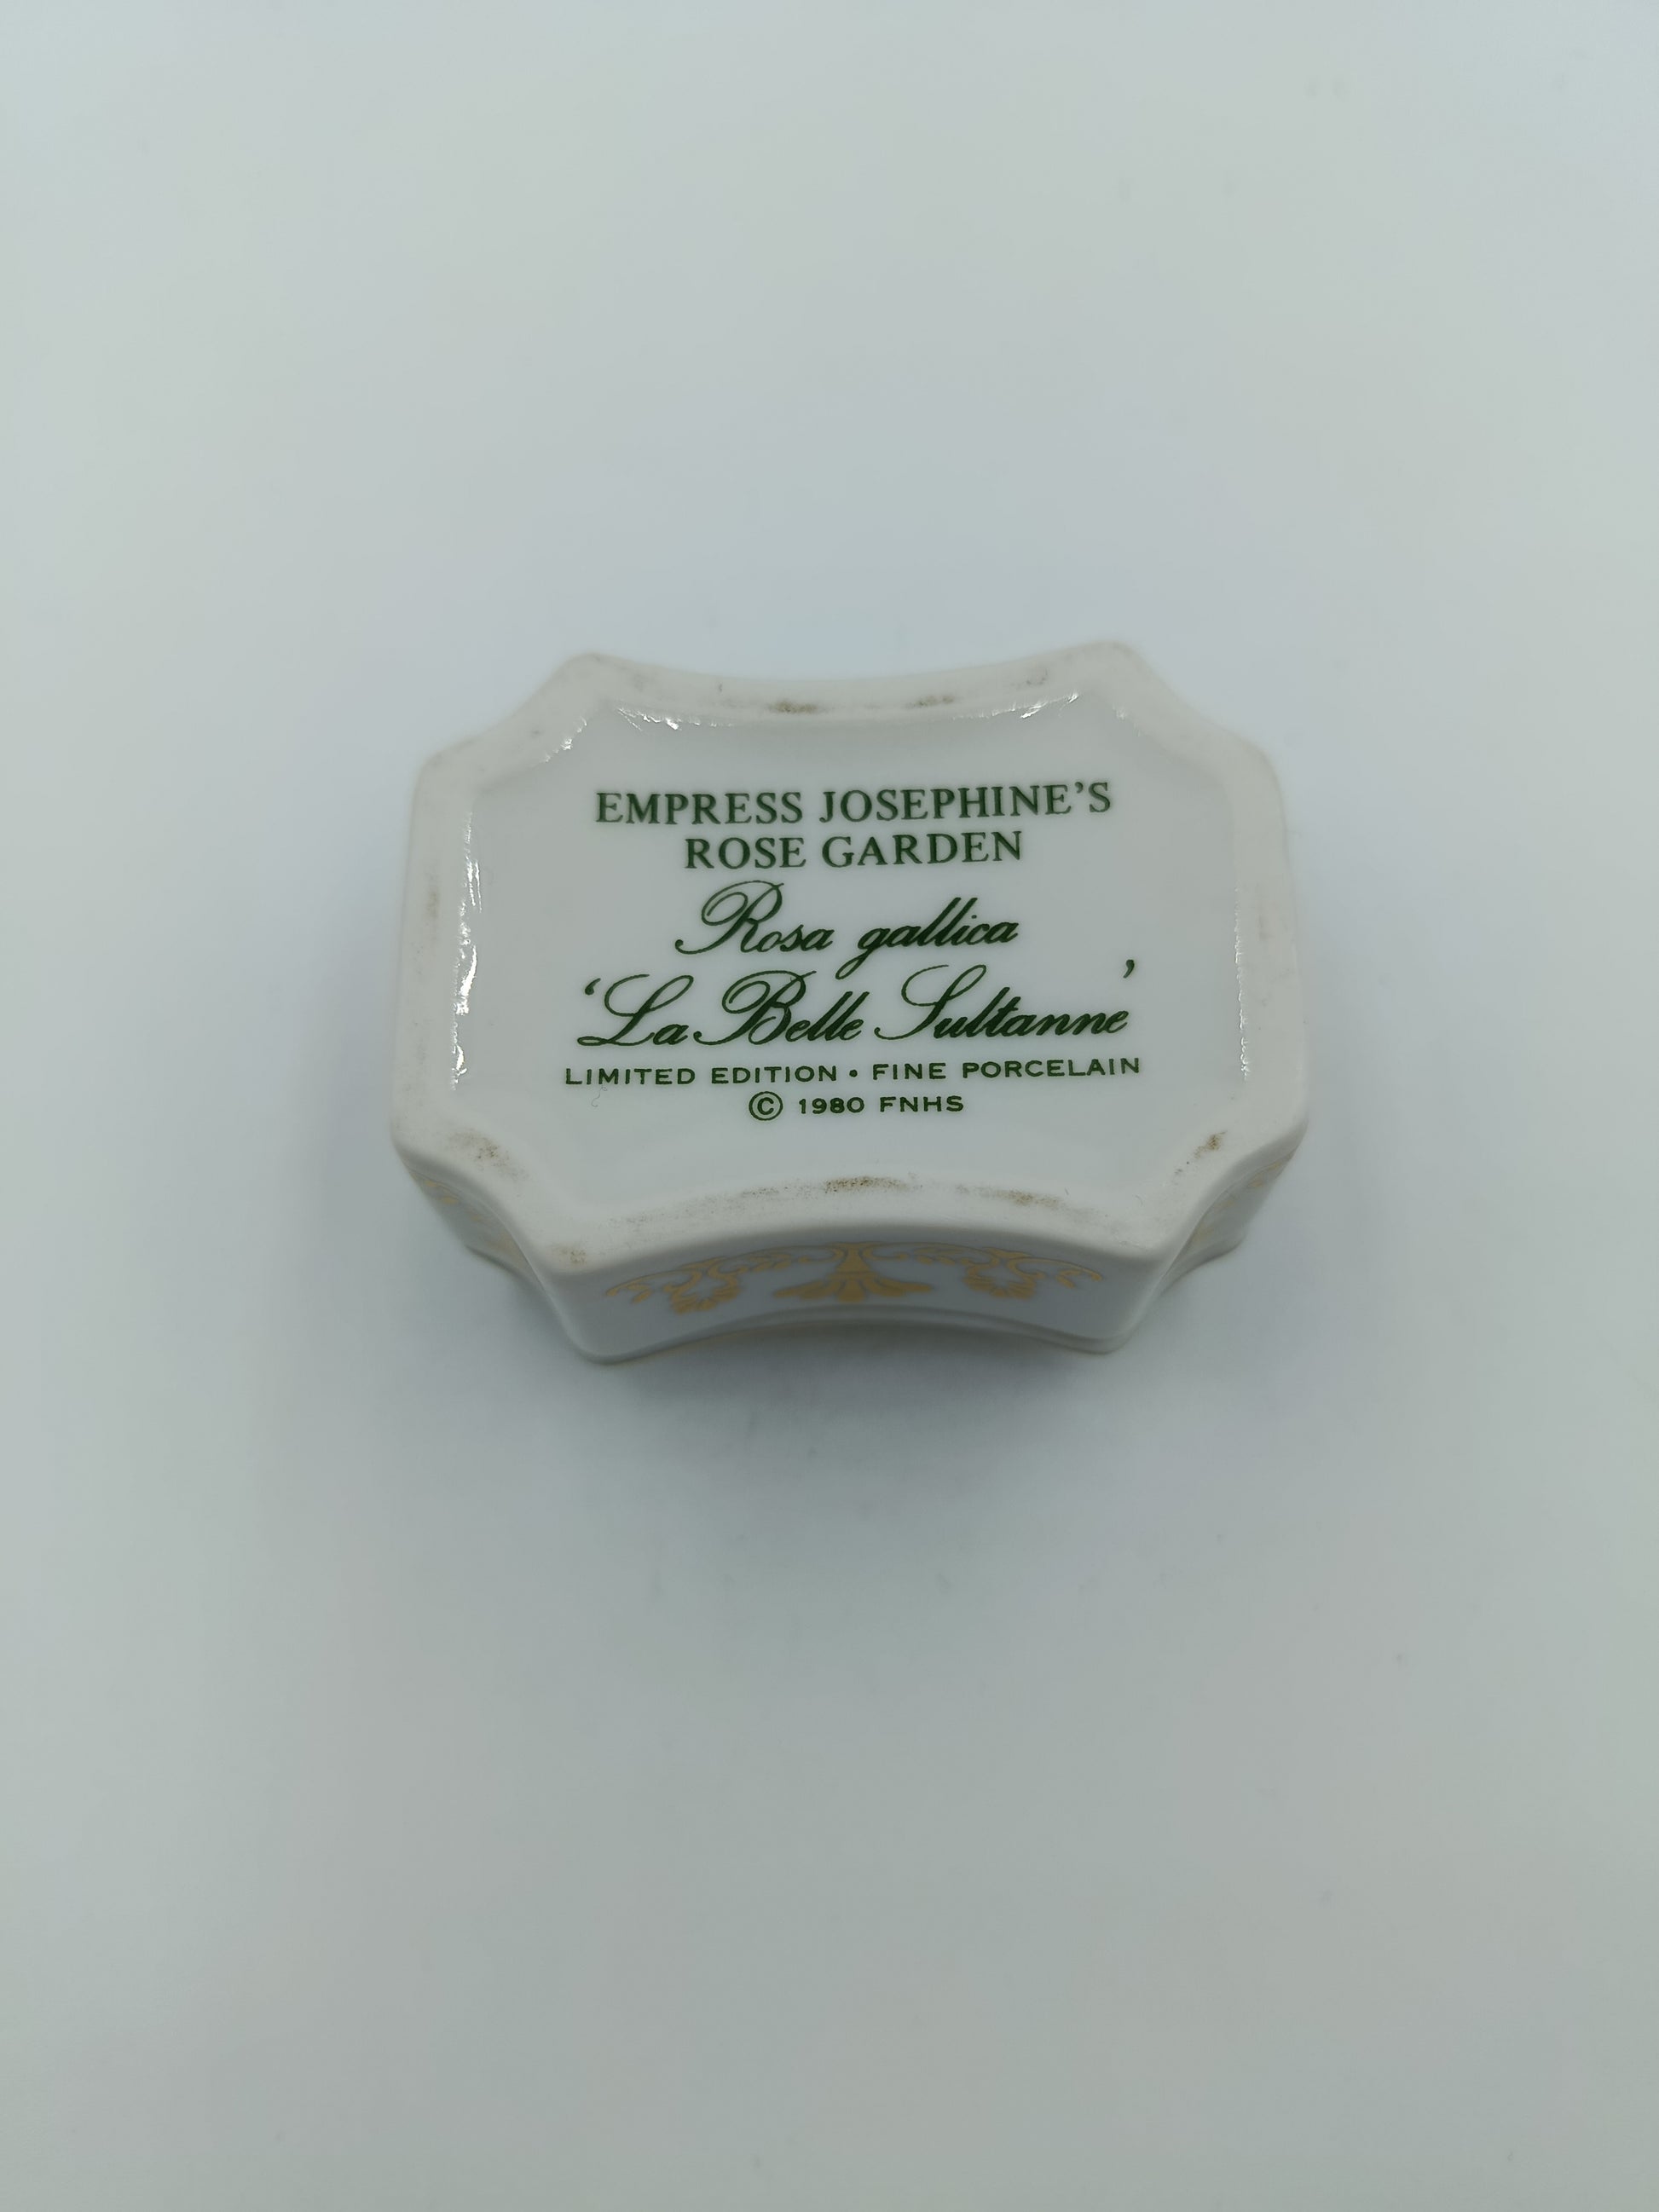 EMPRESS JOSEPHINE’S
ROSE GARDEN
Rosa gallica
‘La Belle Sultanne’
LIMITED EDITION • FINE PORCELAIN
© 1980 FNHS